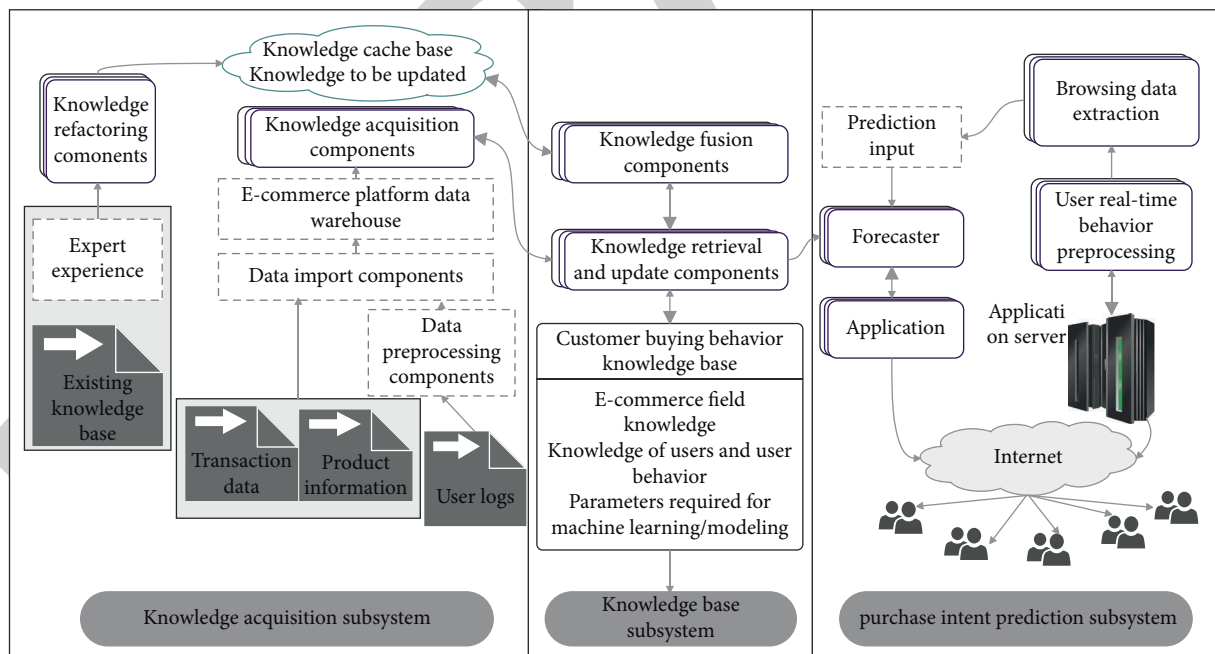 Knowledge cache base
Knowledge to be updated
Knowledge
refactoring
comonents
Knowledge acquisition
components
E-commerce platform data
warehouse
Expert
experience
Data import components
Data
preprocessing
components
Existing
knowledge
base
Transaction
data
Product
information
User logs
Knowledge acquisition subsystem
Knowledge fusion
components
Knowledge retrieval
and update components
Customer buying behavior
knowledge base
E-commerce field
knowledge
Knowledge of users and user
behavior
Parameters required for
machine learning/modeling
Knowledge base
subsystem
Browsing data
extraction
Prediction
input
User real-time
behavior
preprocessing
Forecaster
Application
Applicati
on server
Internet
purchase intent prediction subsystem